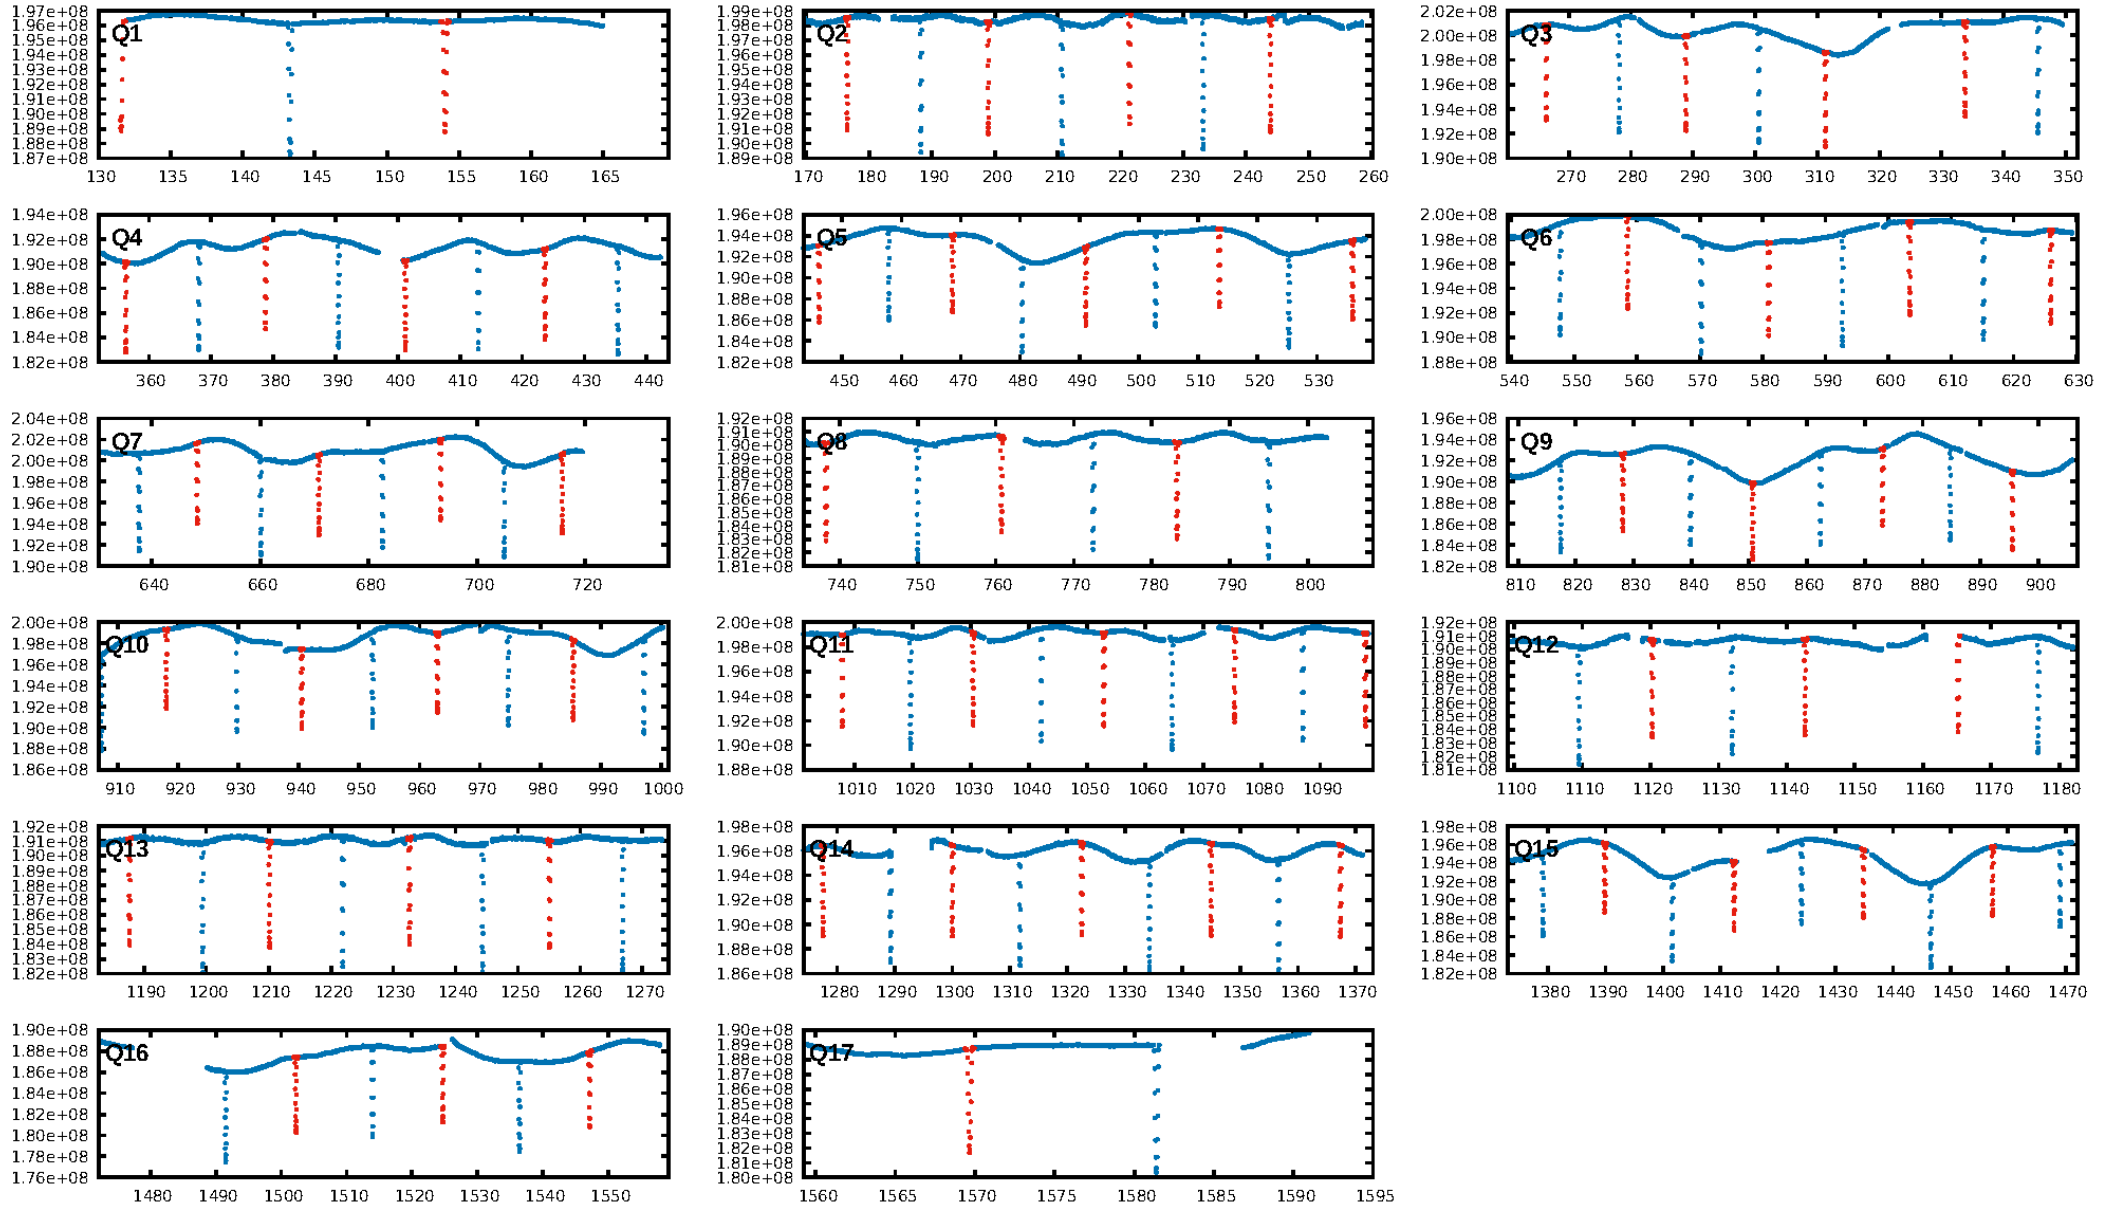 Q1
1.97e+08
1.96e+08
1.95e+08
1.94e+08
1.93e+08
1.92e+08
1.91e+08
1.90e+08
1.89e+08
1.88e+08
1.87e+08
130 135 140 145 150 155 160 165
Q2
1.99e+08
1.98e+08
1.97e+08
1.96e+08
1.95e+08
1.94e+08
1.93e+08
1.92e+08
1.91e+08
1.90e+08
1.89e+08
170 180 190 200 210 220 230 240 250 260
Q3
2.02e+08
2.00e+08
1.98e+08
1.96e+08
1.94e+08
1.92e+08
1.90e+08
270 280 290 300 310 320 330 340 350
Q4
1.94e+08
1.92e+08
1.90e+08
1.88e+08
1.86e+08
1.84e+08
1.82e+08
360 370 380 390 400 410 420 430 440
Q5
1.96e+08
1.94e+08
1.92e+08
1.90e+08
1.88e+08
1.86e+08
1.84e+08
1.82e+08
450 460 470 480 490 500 510 520 530
Q6
2.00e+08
1.98e+08
1.96e+08
1.94e+08
1.92e+08
1.90e+08
1.88e+08
540 550 560 570 580 590 600 610 620 630
Q7
2.04e+08
2.02e+08
2.00e+08
1.98e+08
1.96e+08
1.94e+08
1.92e+08
1.90e+08
640 660 680 700 720
Q8
1.92e+08
1.91e+08
1.90e+08
1.89e+08
1.88e+08
1.87e+08
1.86e+08
1.85e+08
1.84e+08
1.83e+08
1.82e+08
1.81e+08
740 750 760 770 780 790 800
Q9
1.96e+08
1.94e+08
1.92e+08
1.90e+08
1.88e+08
1.86e+08
1.84e+08
1.82e+08
810 820 830 840 850 860 870 880 890 900
Q10
2.00e+08
1.98e+08
1.96e+08
1.94e+08
1.92e+08
1.90e+08
1.88e+08
1.86e+08
910 920 930 940 950 960 970 980 990 1000
Q11
2.00e+08
1.98e+08
1.96e+08
1.94e+08
1.92e+08
1.90e+08
1.88e+08
1010 1020 1030 1040 1050 1060 1070 1080 1090
Q12
1.92e+08
1.91e+08
1.90e+08
1.89e+08
1.88e+08
1.87e+08
1.86e+08
1.85e+08
1.84e+08
1.83e+08
1.82e+08
1.81e+08
1100 1110 1120 1130 1140 1150 1160 1170 1180
Q13
1.92e+08
1.91e+08
1.90e+08
1.89e+08
1.88e+08
1.87e+08
1.86e+08
1.85e+08
1.84e+08
1.83e+08
1.82e+08
1190 1200 1210 1220 1230 1240 1250 1260 1270
Q14
1.98e+08
1.96e+08
1.94e+08
1.92e+08
1.90e+08
1.88e+08
1.86e+08
1280 1290 1300 1310 1320 1330 1340 1350 1360 1370
Q15
1.98e+08
1.96e+08
1.94e+08
1.92e+08
1.90e+08
1.88e+08
1.86e+08
1.84e+08
1.82e+08
1380 1390 1400 1410 1420 1430 1440 1450 1460 1470
Q16
1.90e+08
1.88e+08
1.86e+08
1.84e+08
1.82e+08
1.80e+08
1.78e+08
1.76e+08
1480 1490 1500 1510 1520 1530 1540 1550
Q17
1.90e+08
1.89e+08
1.88e+08
1.87e+08
1.86e+08
1.85e+08
1.84e+08
1.83e+08
1.82e+08
1.81e+08
1.80e+08
1560 1565 1570 1575 1580 1585 1590 1595